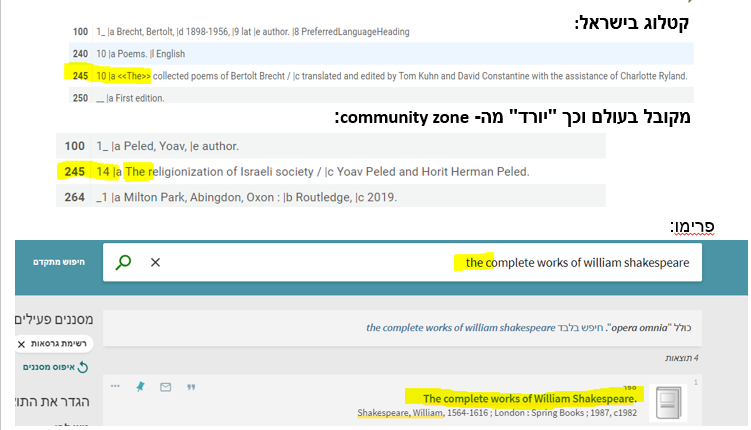 קטלוג בישראל:
100 1_ |a Brecht, Bertolt, |d 1898-1956, |9 lat |e author. |8 PreferredLanguageHeading
240 10 |a Poems. |l English
245 10 |a <<The>> collected poems of Bertolt Brecht / |c translated and edited by Tom Kuhn and David Constantine with the assistance of Charlotte Ryland.
250 __ |a First edition.
מקובל בעולם וכך "יורד" מה- community zone:
100 1_ |a Peled, Yoav, |e author.
245 14 |a The religionization of Israeli society / |c Yoav Peled and Horit Herman Peled.
264 _1 |a Milton Park, Abingdon, Oxon : |b Routledge, |c 2019.
פרימו:
the complete works of william shakespeare
חיפוש מתקדם
מסננים פעילים
כולל "opera omnia". חיפוש בלבד the complete works of william shakespeare
רשימת גרסאות
4 תוצאות
איפוס מסננים
1
ספר
The complete works of William Shakespeare.
Shakespeare, William, 1564-1616 ; London : Spring Books ; 1987, c1982
הגדר את